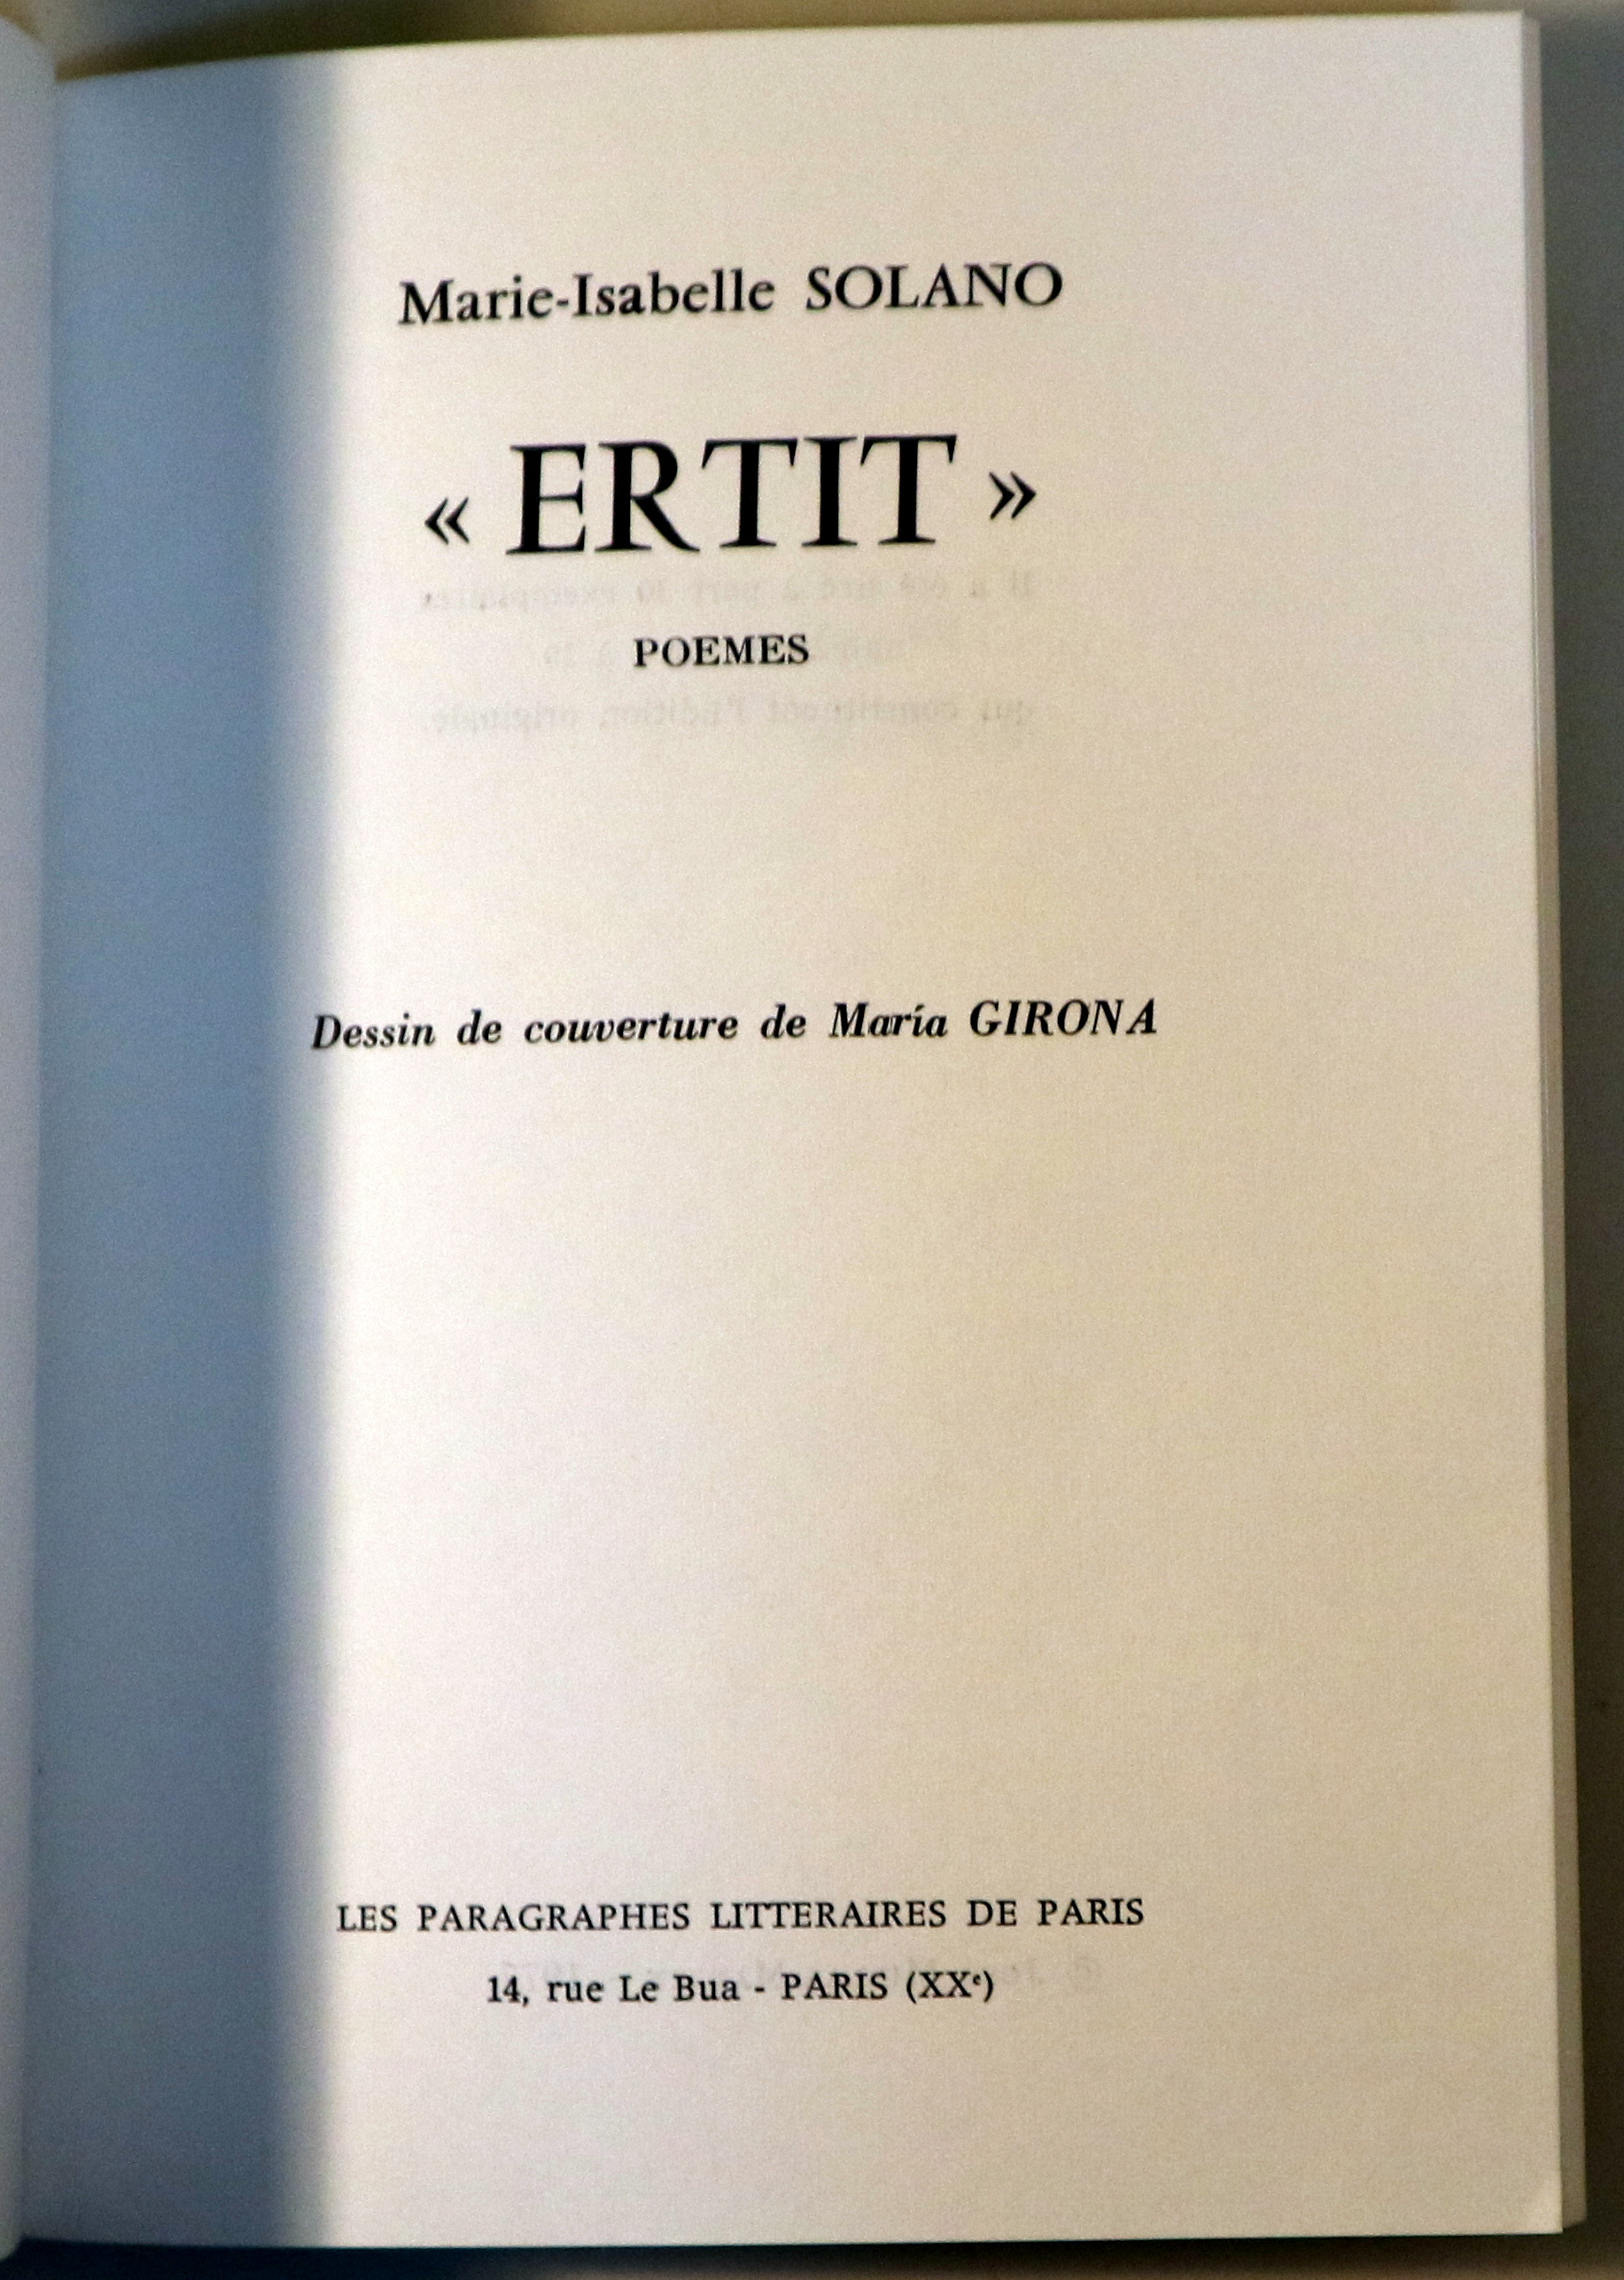 Marie-Isabelle SOLANO
« ERTIT »
POEMES
Dessin de couverture de María GIRONA
LES PARAGRAPHES LITTERAIRES DE PARIS
14, rue Le Bua - PARIS (XXᵉ)